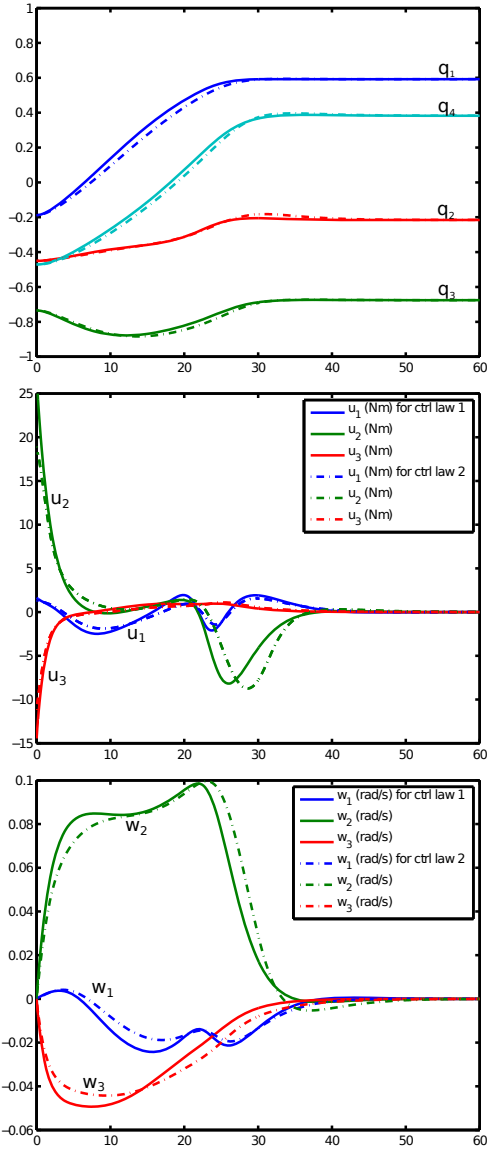 1
0.8
0.6
0.4
0.2
0
−0.2
−0.4
−0.6
−0.8
−1
q1
q4
q2
q3
0 10 20 30 40 50 60
25
20
15
10
5
0
−5
−10
−15
u1 (Nm) for ctrl law 1
u2 (Nm)
u3 (Nm)
u1 (Nm) for ctrl law 2
u2 (Nm)
u3 (Nm)
u2
u1
u3
0 10 20 30 40 50 60
0.1
0.08
0.06
0.04
0.02
0
−0.02
−0.04
−0.06
w1 (rad/s) for ctrl law 1
w2 (rad/s)
w3 (rad/s)
w1 (rad/s) for ctrl law 2
w2 (rad/s)
w3 (rad/s)
w2
w1
w3
0 10 20 30 40 50 60